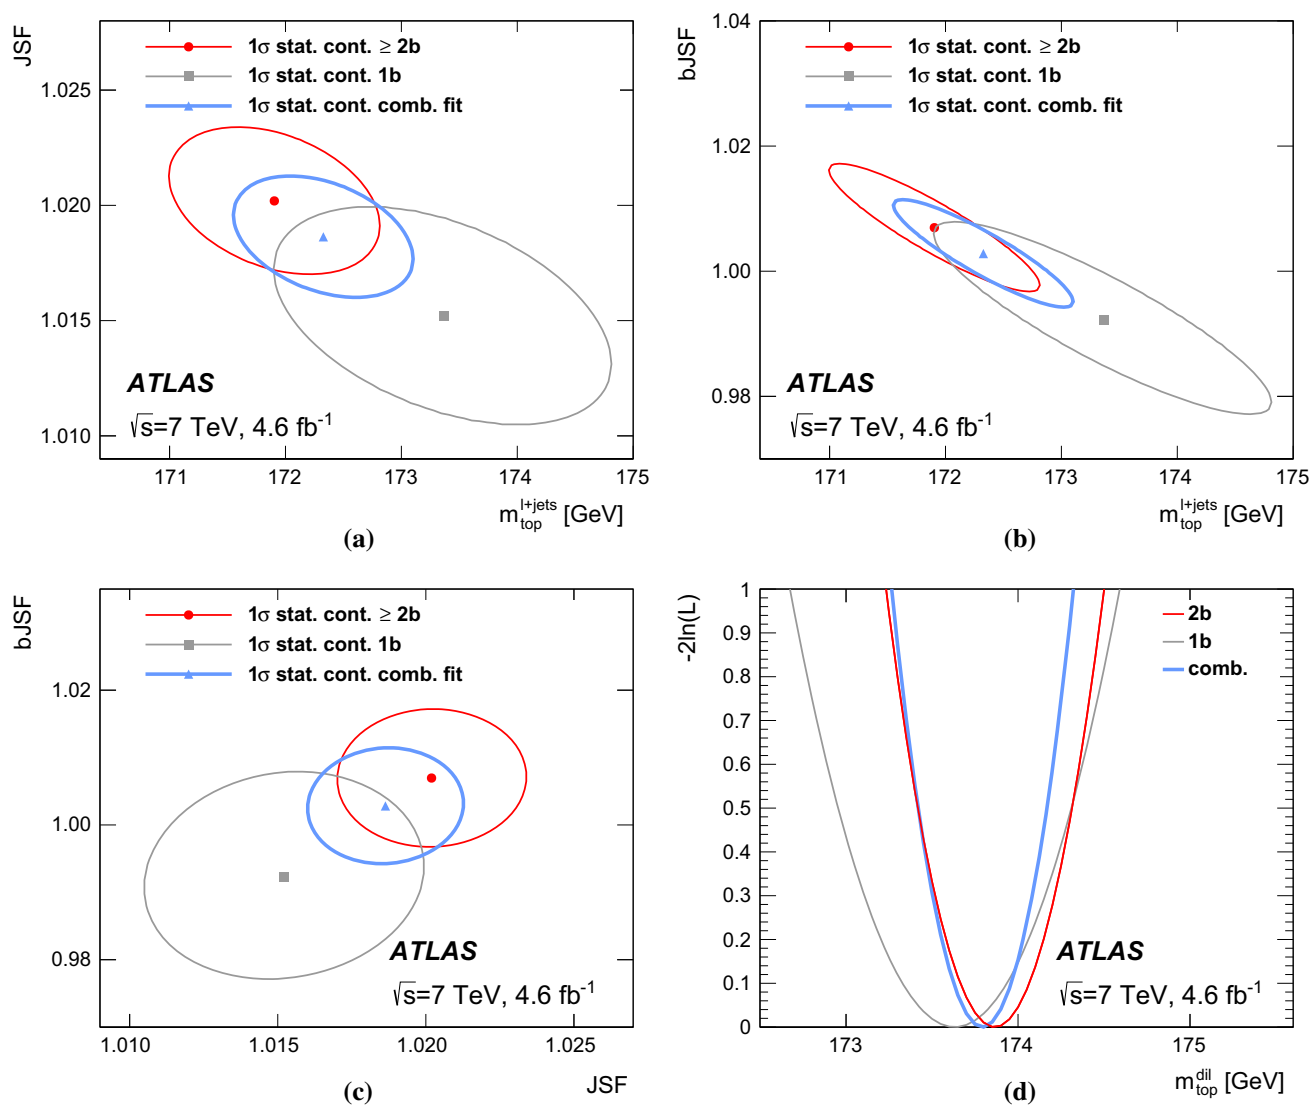 JSF
1σ stat. cont. ≥ 2b
1σ stat. cont. 1b
1σ stat. cont. comb. fit
1.025
1.020
1.015
1.010
ATLAS
√s=7 TeV, 4.6 fb⁻¹
171 172 173 174 175
m_top^l+jets [GeV]
(a)
bJSF
1σ stat. cont. ≥ 2b
1σ stat. cont. 1b
1σ stat. cont. comb. fit
1.04
1.02
1.00
0.98
ATLAS
√s=7 TeV, 4.6 fb⁻¹
171 172 173 174 175
m_top^l+jets [GeV]
(b)
bJSF
1σ stat. cont. ≥ 2b
1σ stat. cont. 1b
1σ stat. cont. comb. fit
1.02
1.00
0.98
ATLAS
√s=7 TeV, 4.6 fb⁻¹
1.010 1.015 1.020 1.025
JSF
(c)
-2ln(L)
2b
1b
comb.
1
0.9
0.8
0.7
0.6
0.5
0.4
0.3
0.2
0.1
0
ATLAS
√s=7 TeV, 4.6 fb⁻¹
173 174 175
m_top^dil [GeV]
(d)